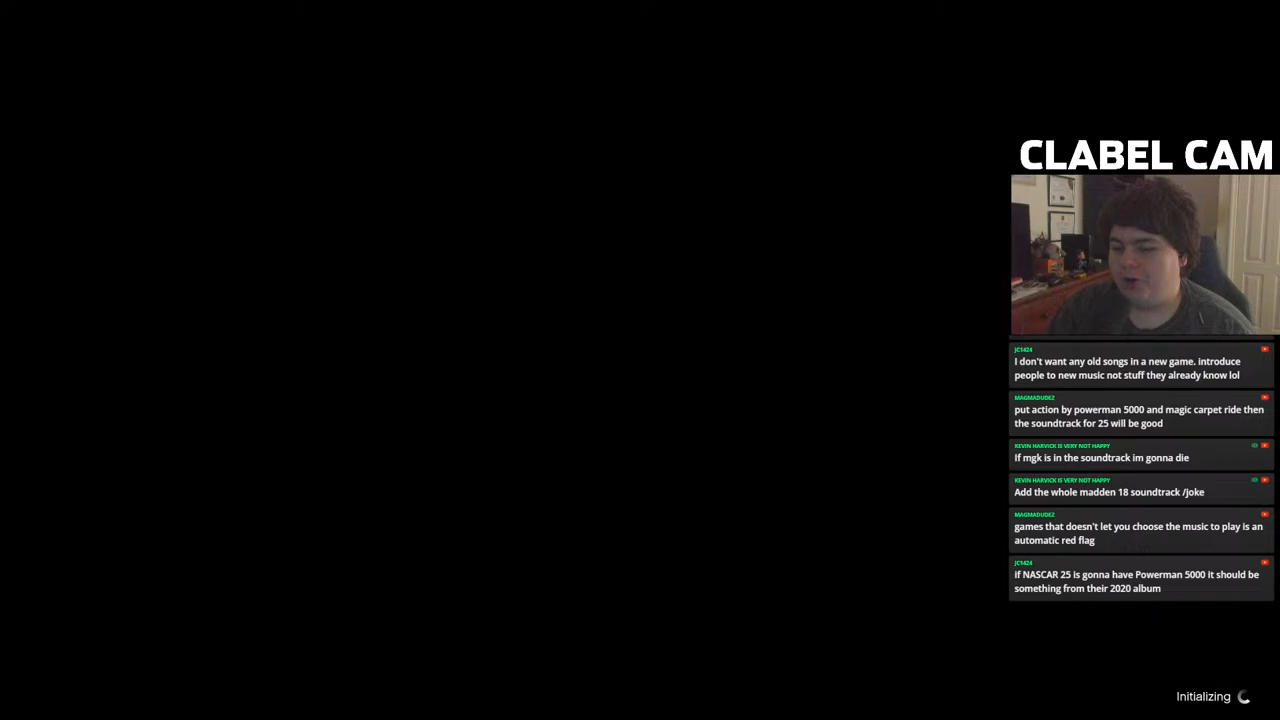 CLABEL CAM
JC1424
I don't want any old songs in a new game. introduce
people to new music not stuff they already know lol
MAGMADUDEZ
put action by powerman 5000 and magic carpet ride then
the soundtrack for 25 will be good
KEVIN HARVICK IS VERY NOT HAPPY
If mgk is in the soundtrack im gonna die
KEVIN HARVICK IS VERY NOT HAPPY
Add the whole madden 18 soundtrack /joke
MAGMADUDEZ
games that doesn't let you choose the music to play is an
automatic red flag
JC1424
if NASCAR 25 is gonna have Powerman 5000 it should be
something from their 2020 album
Initializing